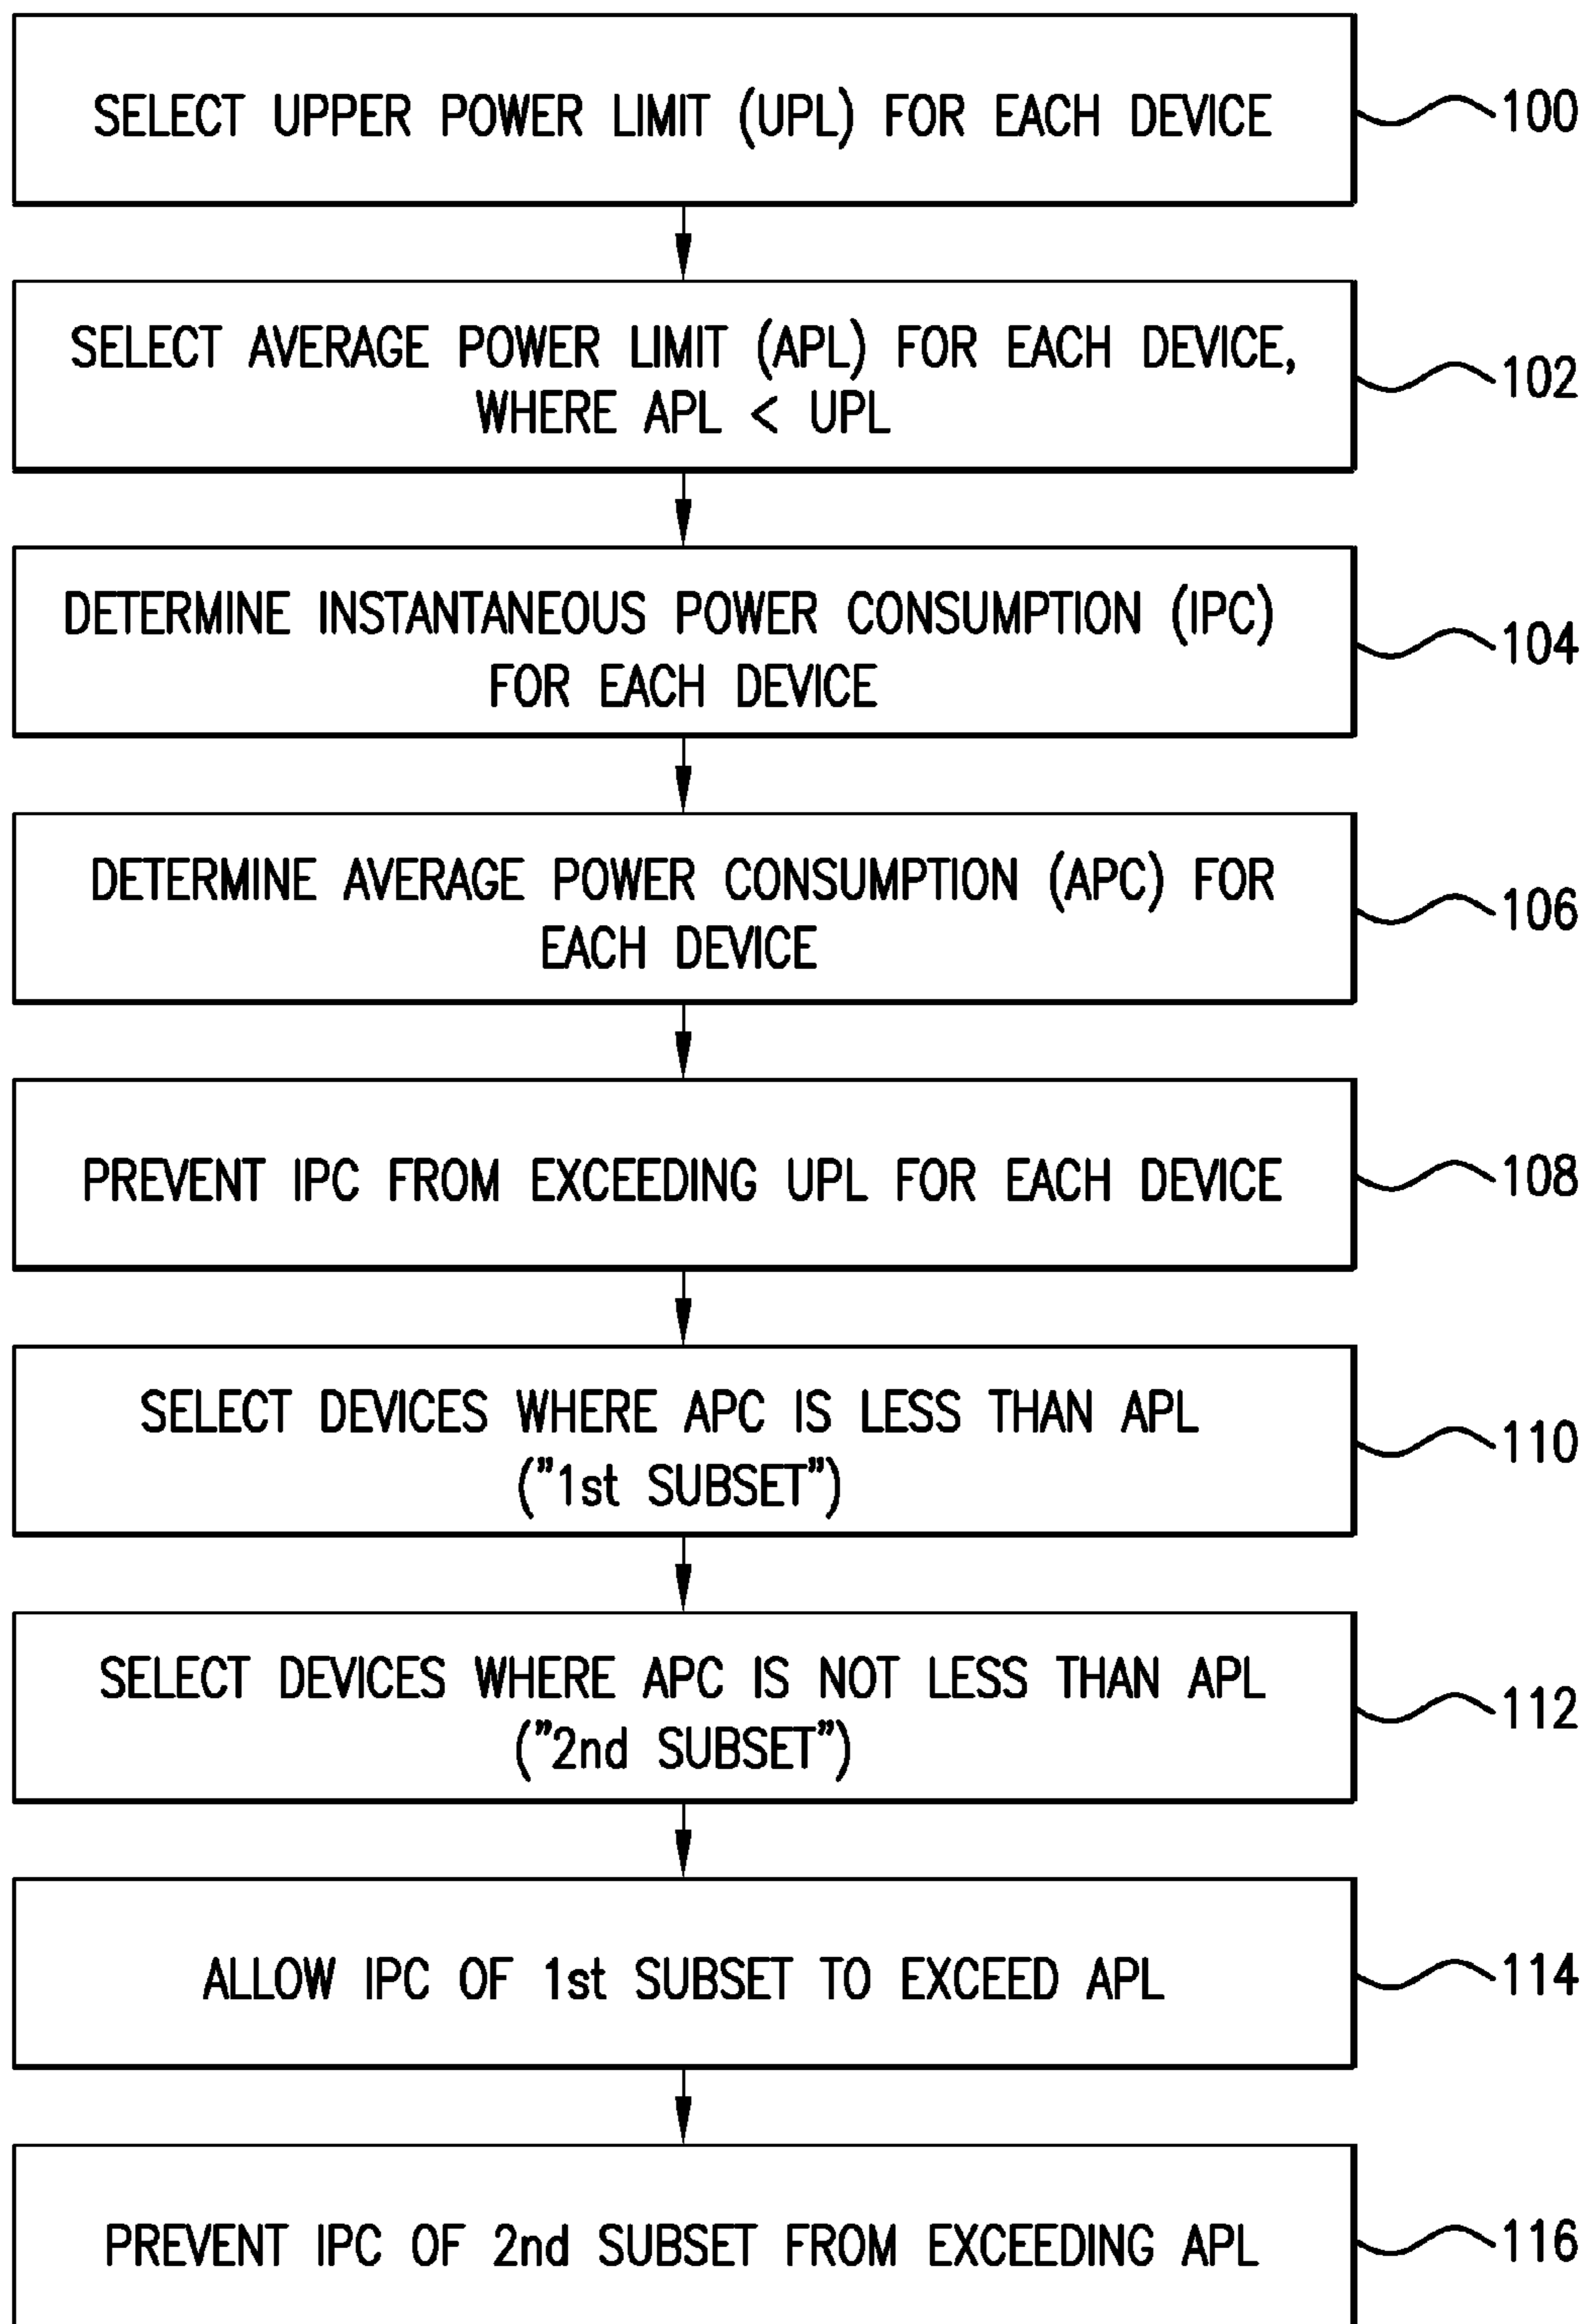 SELECT UPPER POWER LIMIT (UPL) FOR EACH DEVICE
100
SELECT AVERAGE POWER LIMIT (APL) FOR EACH DEVICE,
WHERE APL < UPL
102
DETERMINE INSTANTANEOUS POWER CONSUMPTION (IPC)
FOR EACH DEVICE
104
DETERMINE AVERAGE POWER CONSUMPTION (APC) FOR
EACH DEVICE
106
PREVENT IPC FROM EXCEEDING UPL FOR EACH DEVICE
108
SELECT DEVICES WHERE APC IS LESS THAN APL
("1st SUBSET")
110
SELECT DEVICES WHERE APC IS NOT LESS THAN APL
("2nd SUBSET")
112
ALLOW IPC OF 1st SUBSET TO EXCEED APL
114
PREVENT IPC OF 2nd SUBSET FROM EXCEEDING APL
116